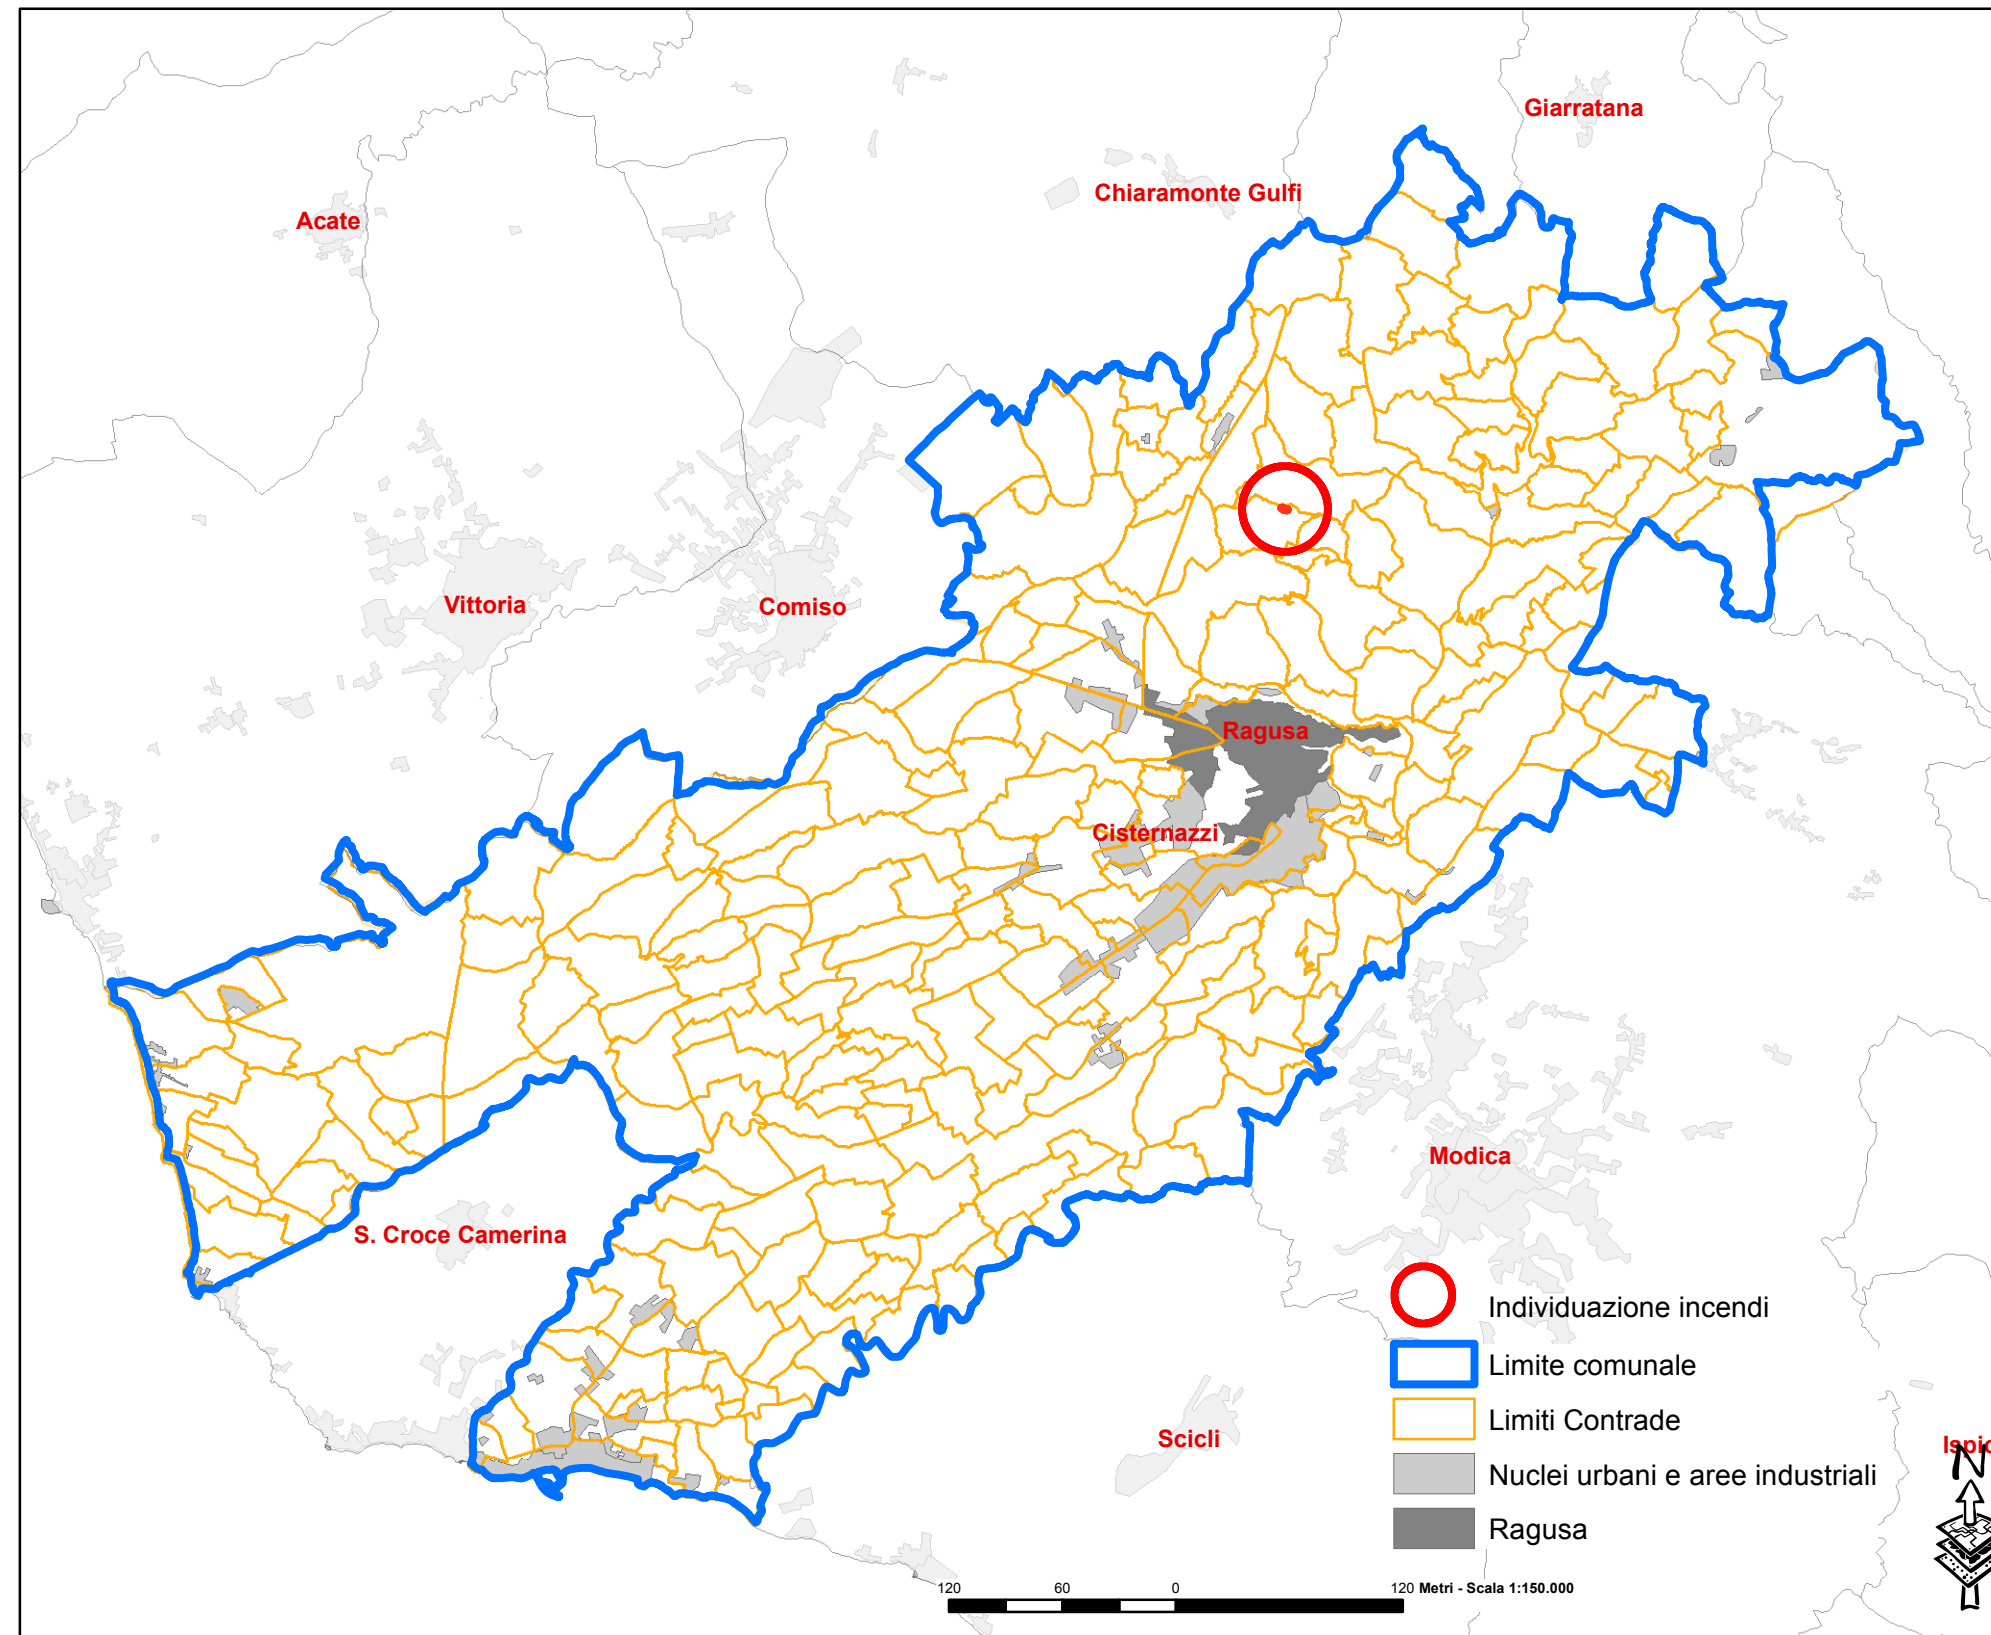 Giarratana
Chiaramonte Gulfi
Acate
Vittoria
Comiso
Ragusa
Cisternazzi
Modica
S. Croce Camerina
Individuazione incendi
Limite comunale
Limiti Contrade
Scicli
Ispic
N
Nuclei urbani e aree industriali
Ragusa
120 60 0 120 Metri - Scala 1:150.000